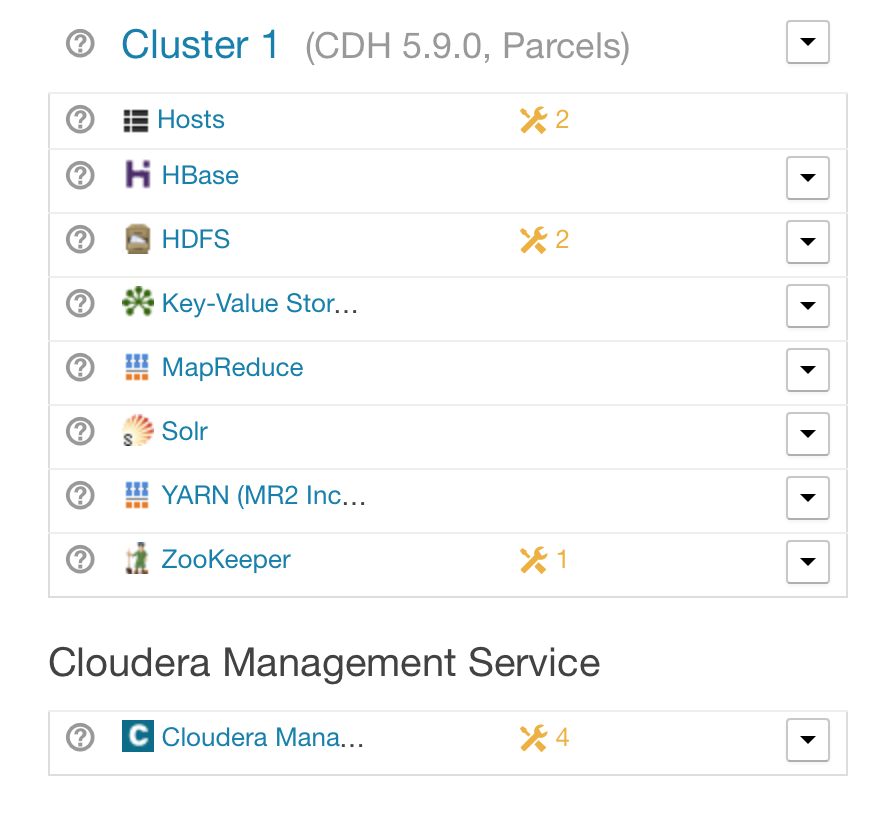 Cluster 1 (CDH 5.9.0, Parcels)
Hosts 2
HBase
HDFS 2
Key-Value Stor...
MapReduce
S Solr
YARN (MR2 Inc...
ZooKeeper 1
Cloudera Management Service
C Cloudera Mana... 4